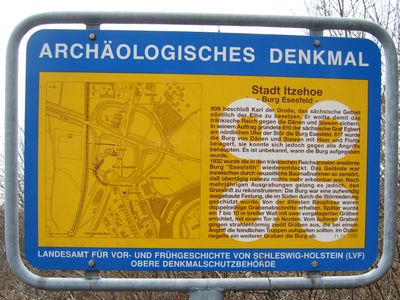 ARCHÄOLOGISCHES DENKMAL
Stadt Itzehoe
- Burg Esesfeld -
809 beschloß Karl der Große, das sächsische Gebiet
nördlich der Elbe zu besetzen. Er wollte damit das
fränkische Reich gegen die Dänen und Slawen sichern.
In seinem Auftrag gründete 810 der sächsische Graf Egbert
am nördlichen Ufer der Stör die Burg Esesfeld. 817 wurde
die Burg von Dänen und Slawen mit Heer und Flotte
belagert, sie konnte sich jedoch gegen alle Angriffe
behaupten. Es ist unbekannt, wann die Burg aufgegeben
wurde.
1932 wurde die in den fränkischen Reichsannalen erwähnte
Burg "Esesfelth" wiederentdeckt. Das Gelände war
inzwischen durch neuzeitliche Baumaßnahmen so zerstört,
daß obertägig nahezu nichts mehr erkennbar war. Nach
mehrjährigen Ausgrabungen gelang es jedoch, den
Grundriß zu rekonstruieren: Die Burg war eine aufwendig
ausgebaute Festung, die im Süden durch die Störniederung
geschützt wurde. Von der ältesten Bauphase waren
doppelreihige Grabenabschnitte erhalten. Später wurde
ein 7 bis 10 m breiter Wall mit zwei vorgelagerten Gräben
errichtet, mit einem Tor im Norden. Vom äußeren Graben
gingen strahlenförmig zwölf Gräben aus, die bei einem
Angriff die feindlichen Truppen aufspalten sollten. Im Osten
riegelte ein weiterer Graben die Burg ab.
LANDESAMT FÜR VOR- UND FRÜHGESCHICHTE VON SCHLESWIG-HOLSTEIN (LVF)
OBERE DENKMALSCHUTZBEHÖRDE